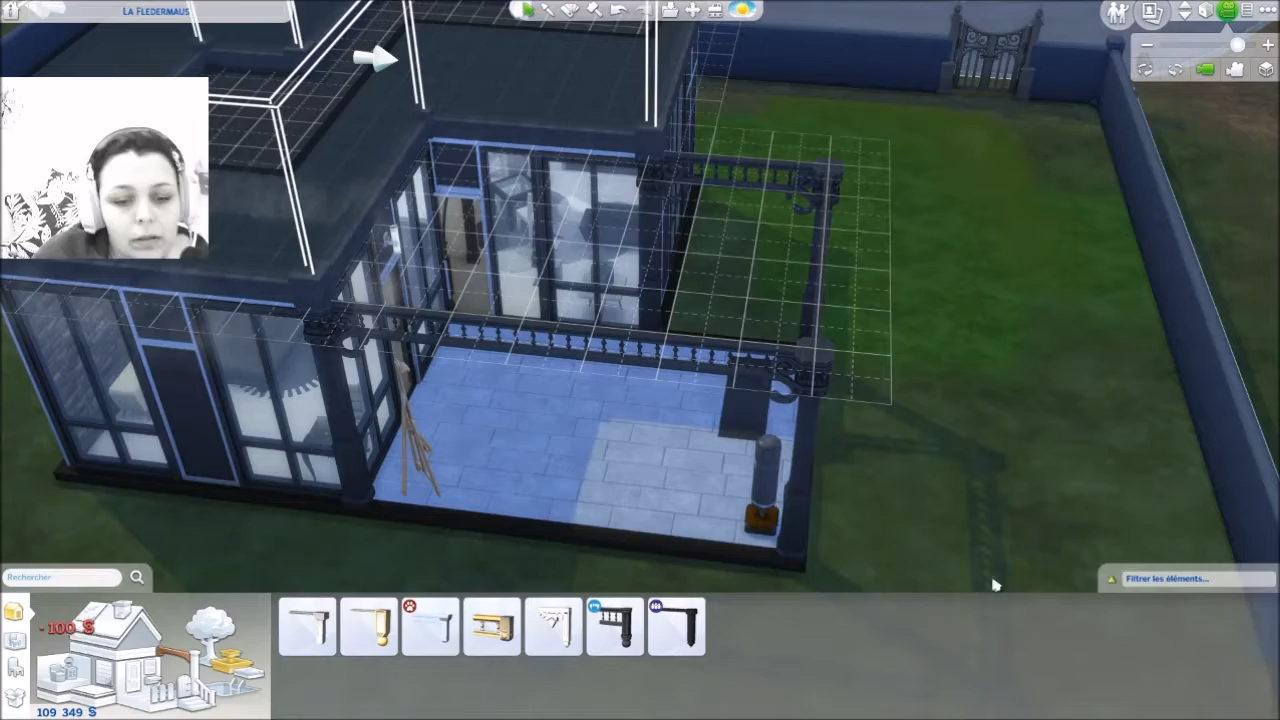 LA FLEDERMAUS
Rechercher
Filtrer les éléments...
- 100 §
109 349 §